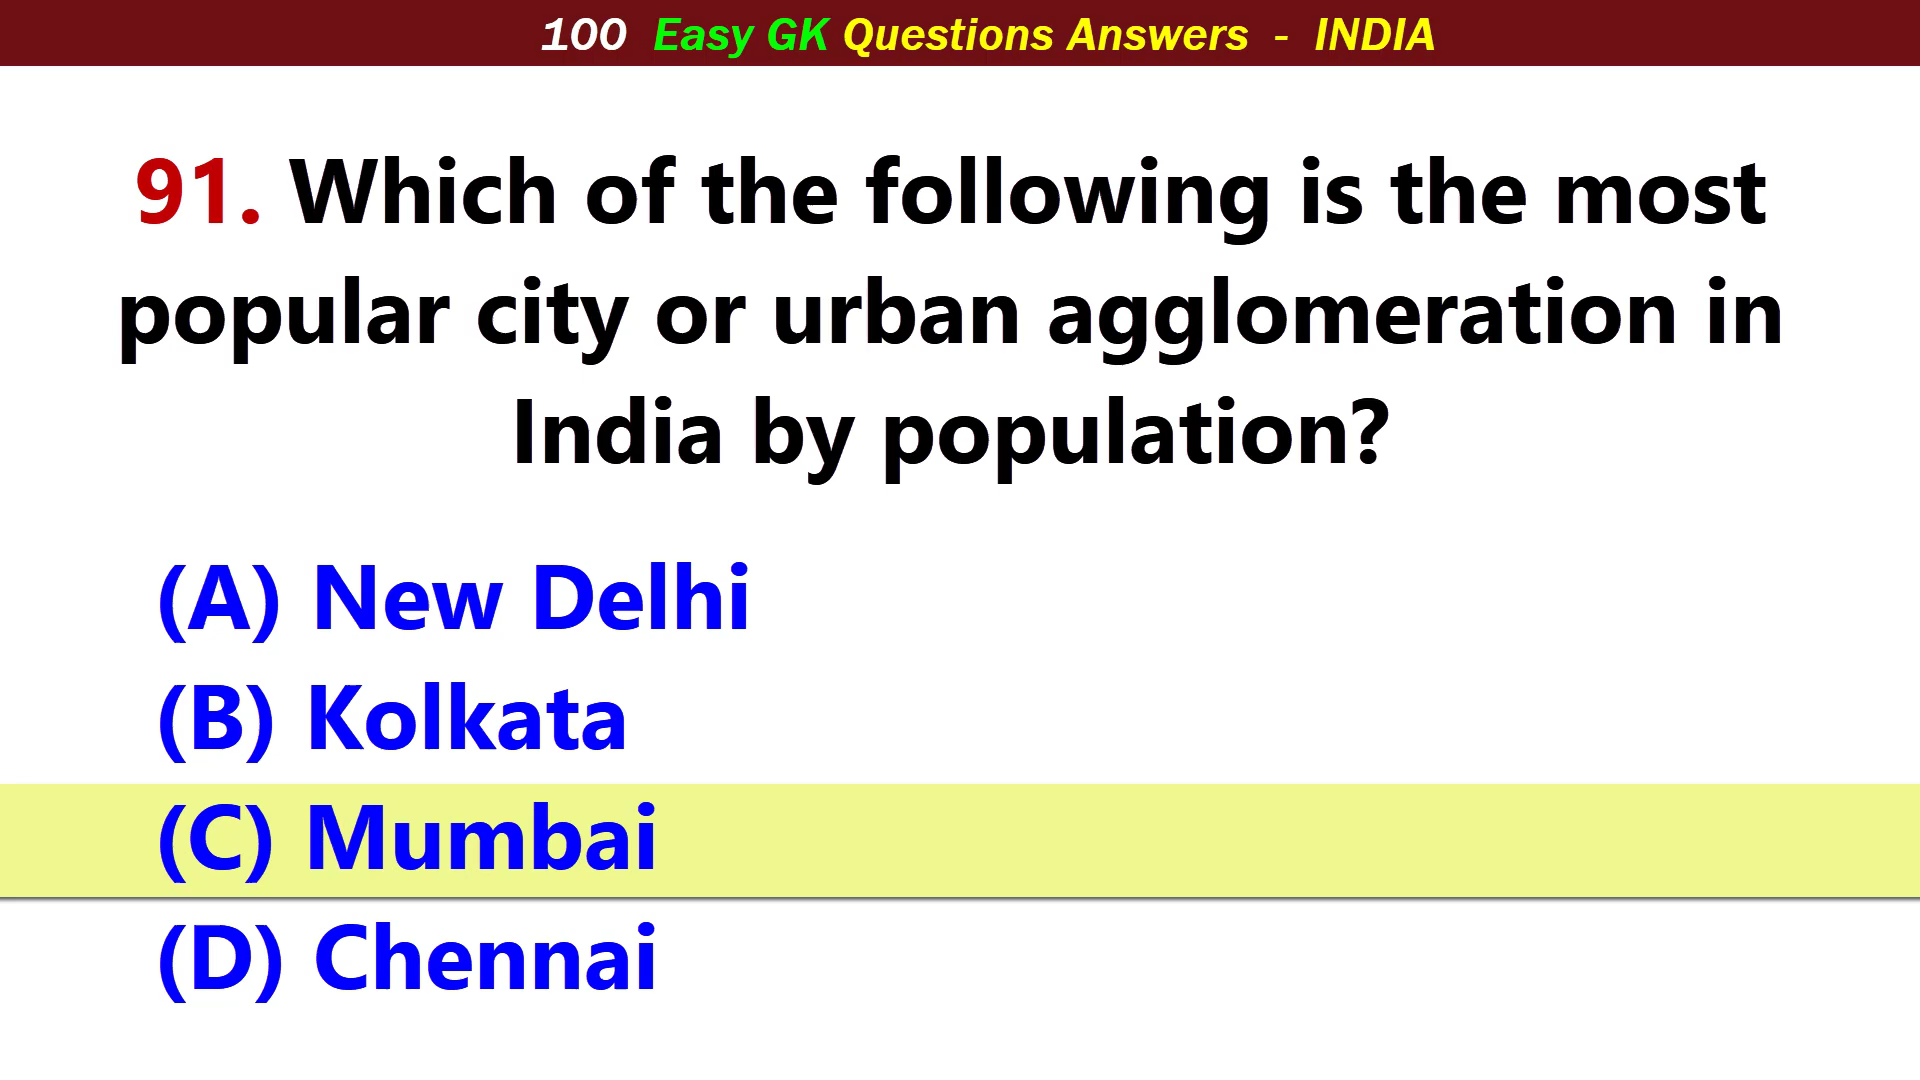 100 Easy GK Questions Answers - INDIA
91. Which of the following is the most
popular city or urban agglomeration in
India by population?
(A) New Delhi
(B) Kolkata
(C) Mumbai
(D) Chennai